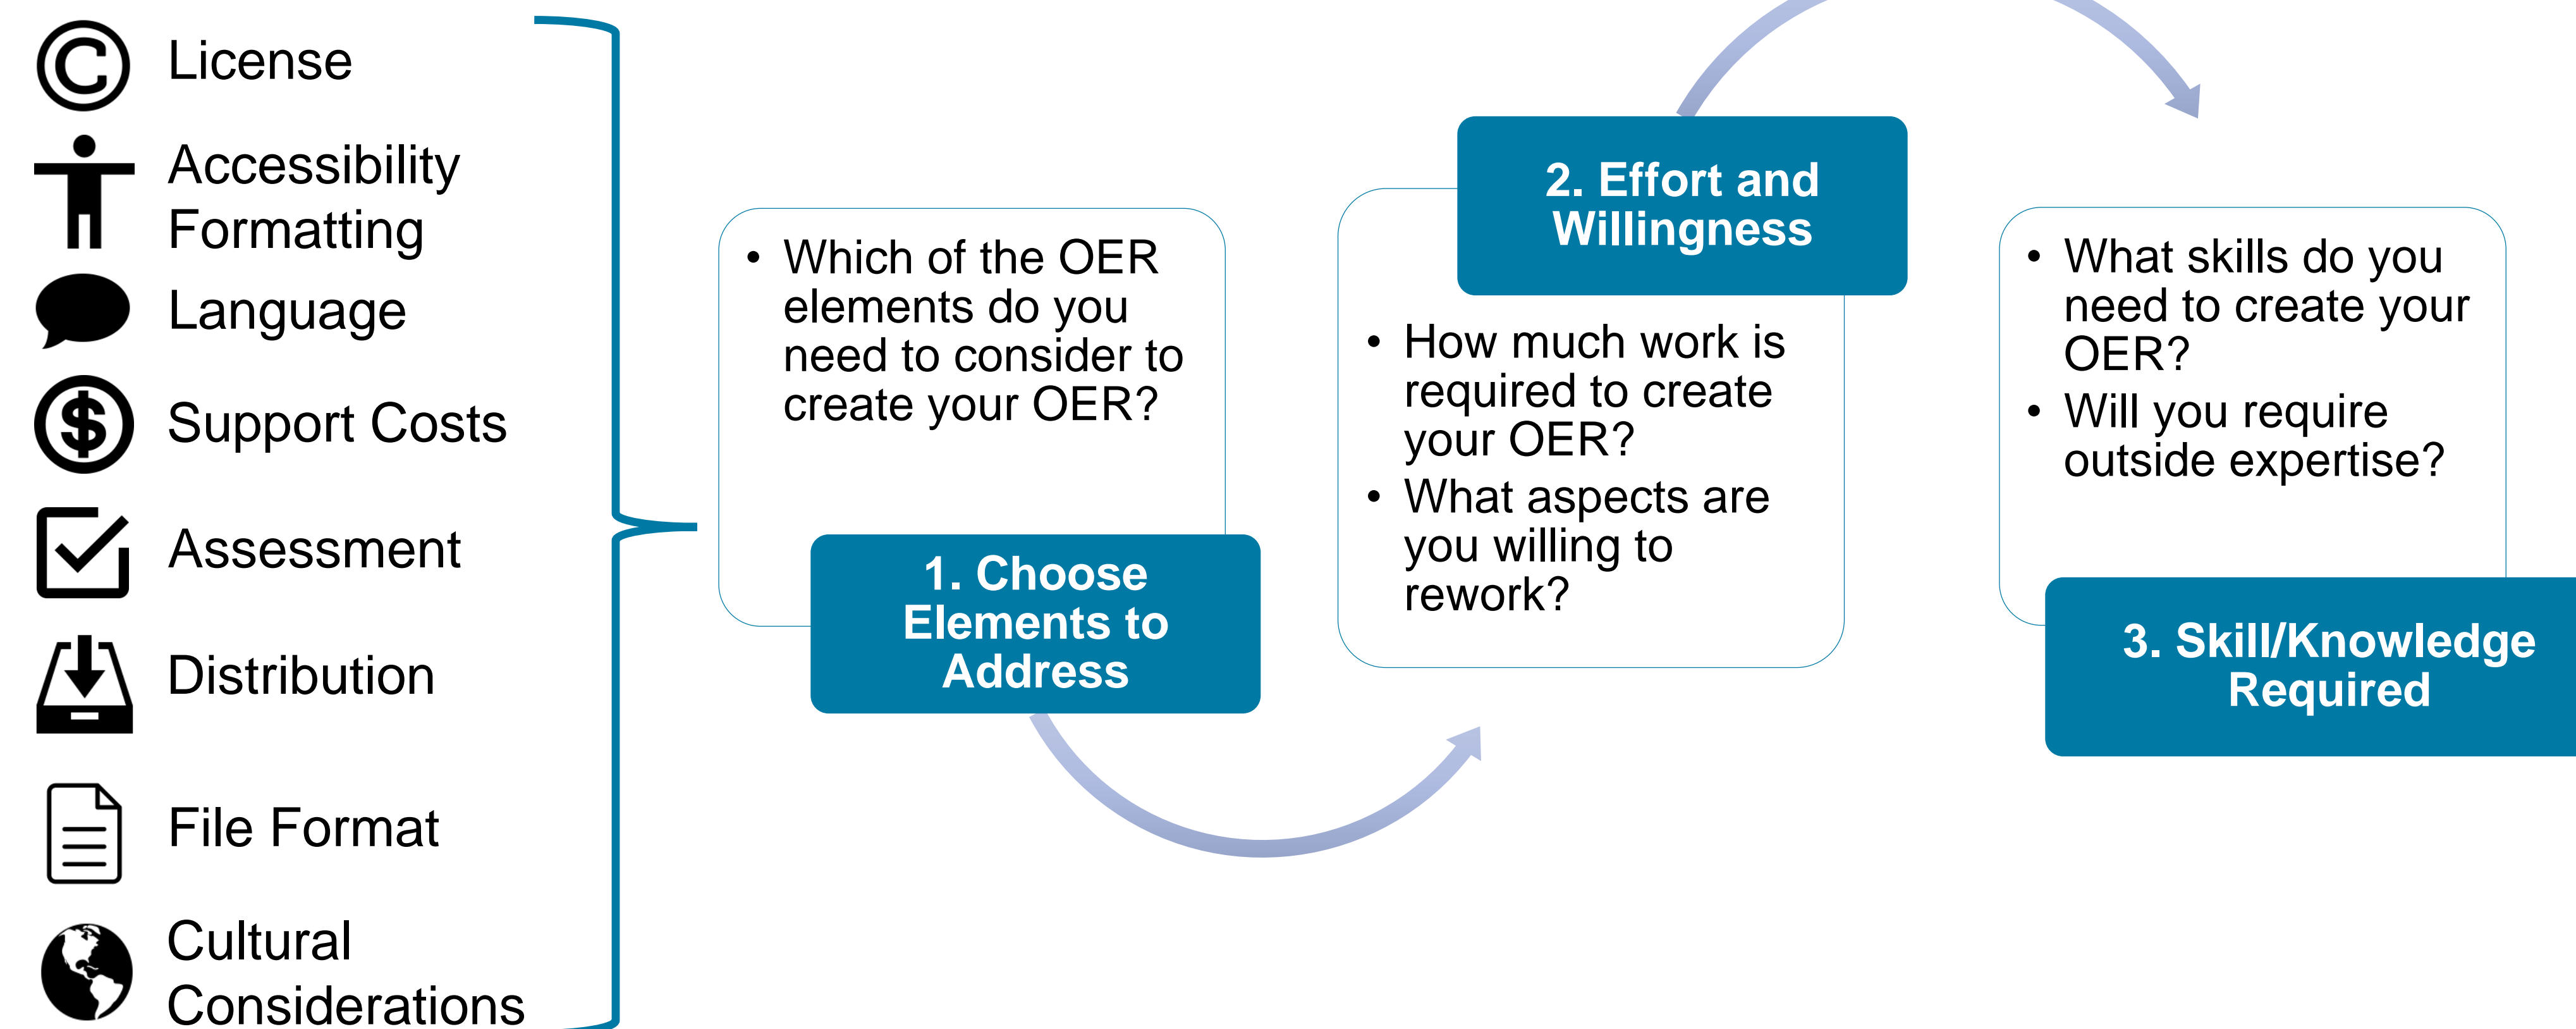 License
Accessibility
Formatting
Language
Support Costs
Assessment
Distribution
File Format
Cultural
Considerations
• Which of the OER
elements do you
need to consider to
create your OER?
1. Choose
Elements to
Address
2. Effort and
Willingness
• How much work is
required to create
your OER?
• What aspects are
you willing to
rework?
• What skills do you
need to create your
OER?
• Will you require
outside expertise?
3. Skill/Knowledge
Required